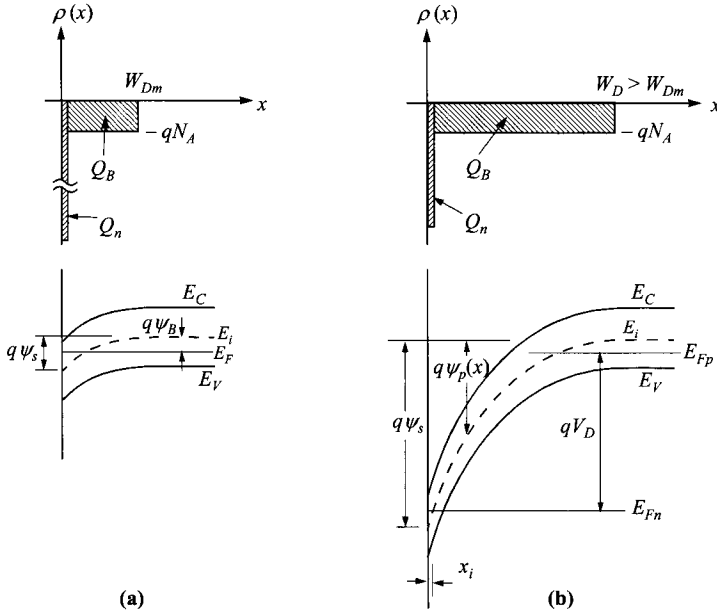 ρ(x)
W_Dm
x
−qN_A
Q_B
Q_n
E_C
qψ_B
E_i
qψ_s
E_F
E_V
(a)
ρ(x)
W_D > W_Dm
x
−qN_A
Q_B
Q_n
E_C
E_i
qψ_p(x)
E_Fp
E_V
qψ_s
qV_D
E_Fn
x_i
(b)